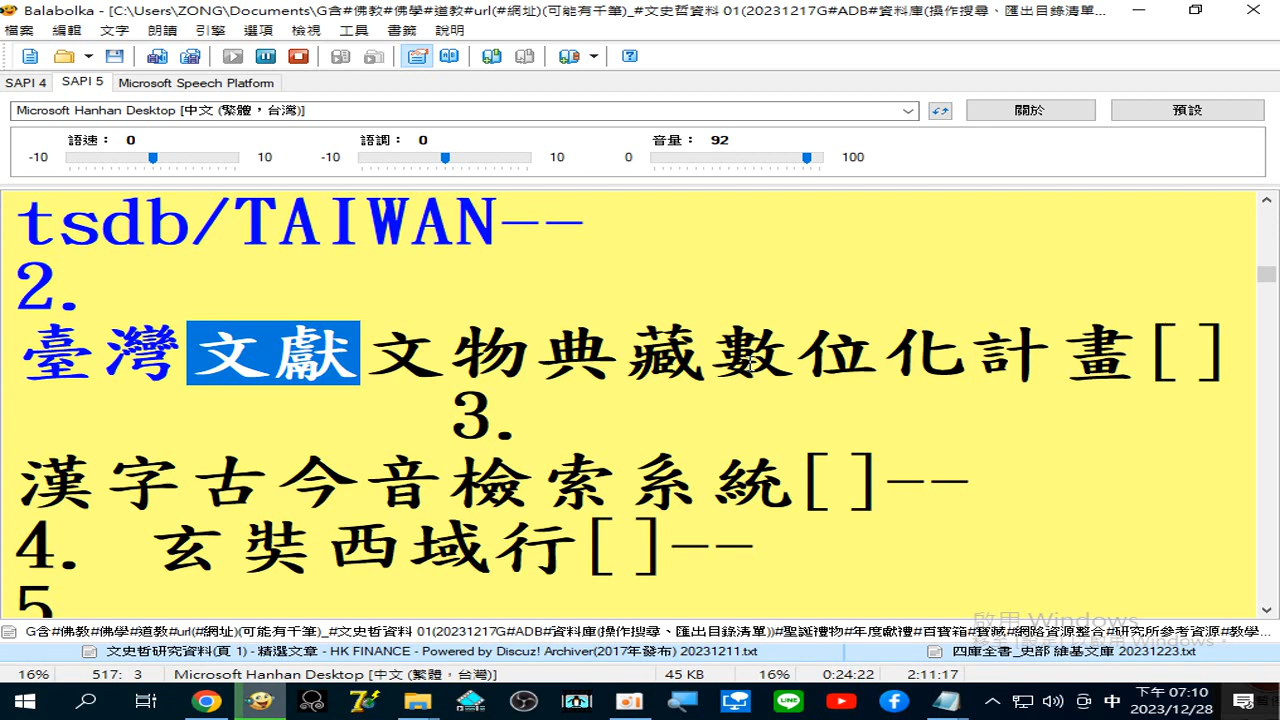 Balabolka - [C:\Users\ZONG\Documents\G含#佛教#佛學#道教#url(#網址)(可能有千筆)_#文史哲資料 01(20231217G#ADB#資料庫(操作搜尋、匯出目錄清單...
檔案 編輯 文字 朗讀 引擎 選項 檢視 工具 書籤 說明
SAPI 4 SAPI 5 Microsoft Speech Platform
Microsoft Hanhan Desktop [中文 (繁體，台灣)] 關於 預設
語速： 0 語調： 0 音量： 92
-10 10 -10 10 0 100
tsdb/TAIWAN--
2.
臺灣文獻文物典藏數位化計畫[]
3.
漢字古今音檢索系統[]--
4. 玄奘西域行[]--
5
啟用 Windows
G含#佛教#佛學#道教#url(#網址)(可能有千筆)_#文史哲資料 01(20231217G#ADB#資料庫(操作搜尋、匯出目錄清單))#聖誕禮物#年度獻禮#百寶箱#寶城#網路資源整合#研究所參考資源#教學...
文史哲研究資料(頁 1) - 精選文章 - HK FINANCE - Powered by Discuz! Archiver(2017年發布) 20231211.txt 四庫全書_史部 維基文庫 20231223.txt
16% 517: 3 Microsoft Hanhan Desktop [中文 (繁體，台灣)] 45 KB 16% 0:24:22 2:11:17
中 下午 07:10
2023/12/28